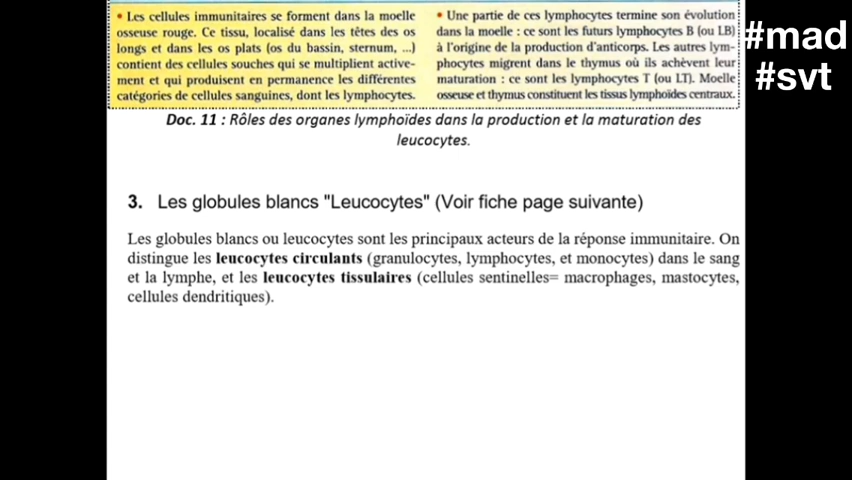 • Les cellules immunitaires se forment dans la moelle
osseuse rouge. Ce tissu, localisé dans les têtes des os
longs et dans les os plats (os du bassin, sternum, ...)
contient des cellules souches qui se multiplient active-
ment et qui produisent en permanence les différentes
catégories de cellules sanguines, dont les lymphocytes.
• Une partie de ces lymphocytes termine son évolution
dans la moelle : ce sont les futurs lymphocytes B (ou LB)
à l'origine de la production d'anticorps. Les autres lym-
phocytes migrent dans le thymus où ils achèvent leur
maturation : ce sont les lymphocytes T (ou LT). Moelle
osseuse et thymus constituent les tissus lymphoïdes centraux.
#mad
#svt
Doc. 11 : Rôles des organes lymphoïdes dans la production et la maturation des
leucocytes.
3. Les globules blancs "Leucocytes" (Voir fiche page suivante)
Les globules blancs ou leucocytes sont les principaux acteurs de la réponse immunitaire. On
distingue les leucocytes circulants (granulocytes, lymphocytes, et monocytes) dans le sang
et la lymphe, et les leucocytes tissulaires (cellules sentinelles= macrophages, mastocytes,
cellules dendritiques).